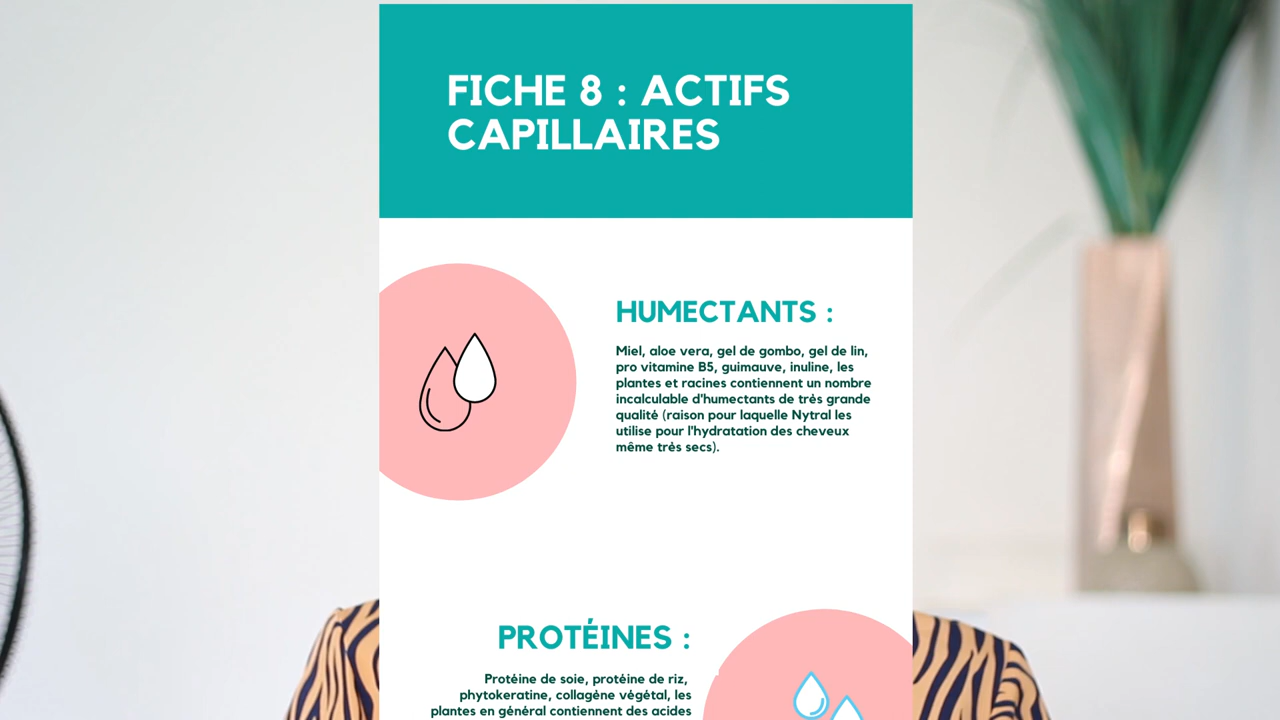 FICHE 8 : ACTIFS
CAPILLAIRES
HUMECTANTS :
Miel, aloe vera, gel de gombo, gel de lin,
pro vitamine B5, guimauve, inuline, les
plantes et racines contiennent un nombre
incalculable d'humectants de très grande
qualité (raison pour laquelle Nytral les
utilise pour l'hydratation des cheveux
même très secs).
PROTÉINES :
Protéine de soie, protéine de riz,
phytokeratine, collagène végétal, les
plantes en général contiennent des acides